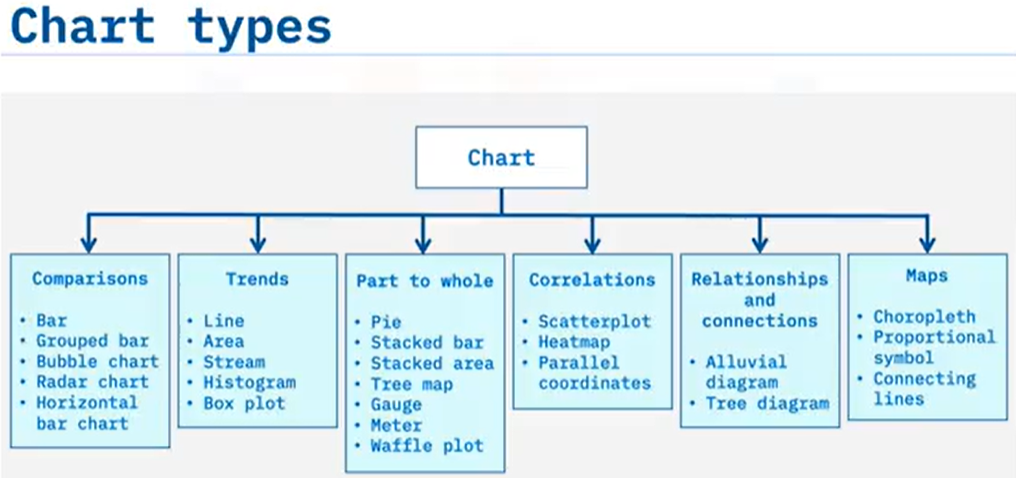 Chart types
Chart
Comparisons
• Bar
• Grouped bar
• Bubble chart
• Radar chart
• Horizontal
bar chart
Trends
• Line
• Area
• Stream
• Histogram
• Box plot
Part to whole
• Pie
• Stacked bar
• Stacked area
• Tree map
• Gauge
• Meter
• Waffle plot
Correlations
• Scatterplot
• Heatmap
• Parallel
coordinates
Relationships
and
connections
• Alluvial
diagram
• Tree diagram
Maps
• Choropleth
• Proportional
symbol
• Connecting
lines